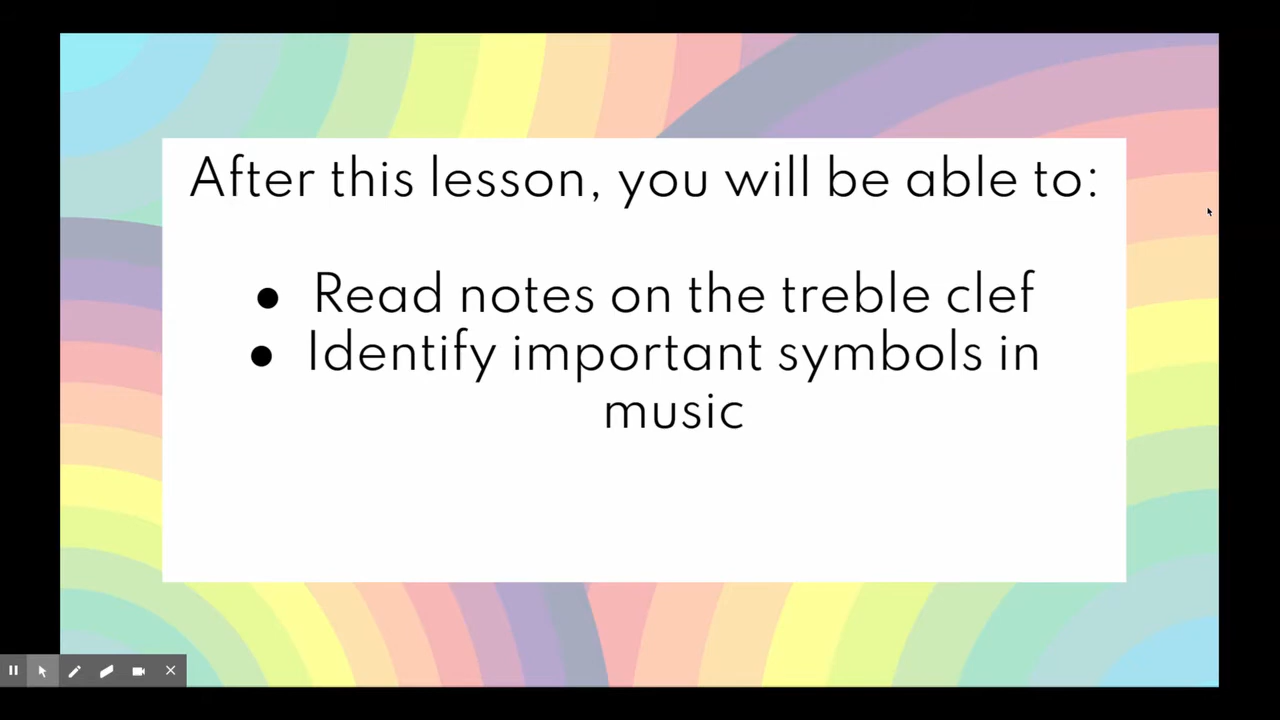 After this lesson, you will be able to:
● Read notes on the treble clef
● Identify important symbols in
music